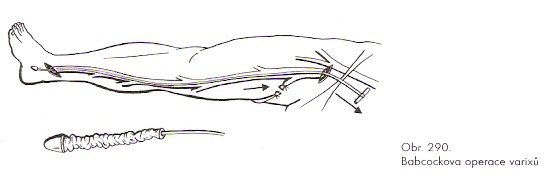 Obr. 290.
Babcockova operace varixů